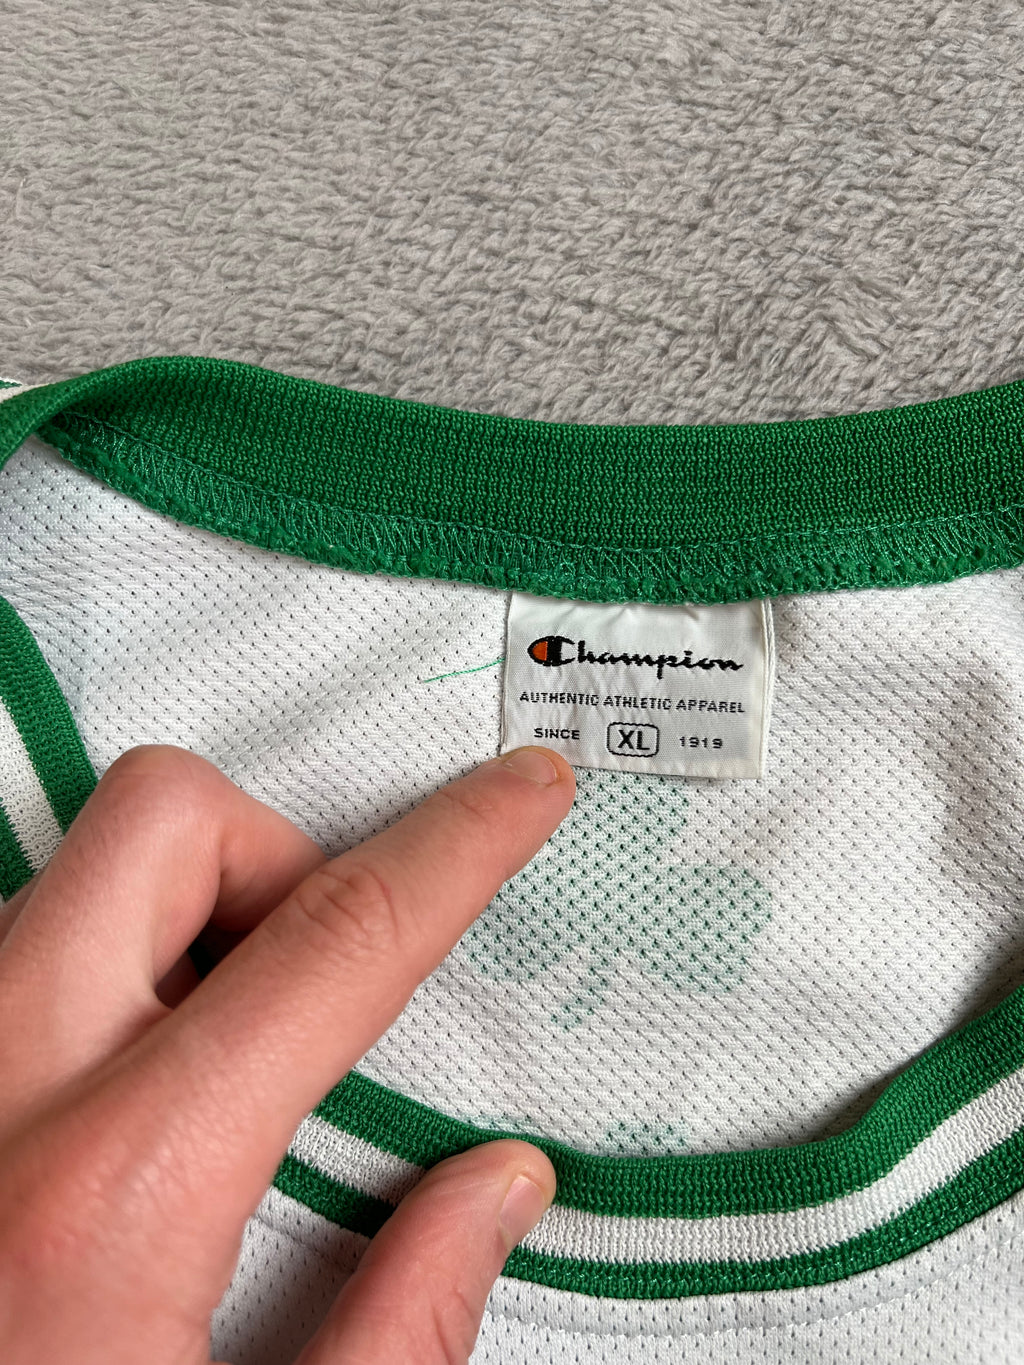 Champion
AUTHENTIC ATHLETIC APPAREL
SINCE XL 1919